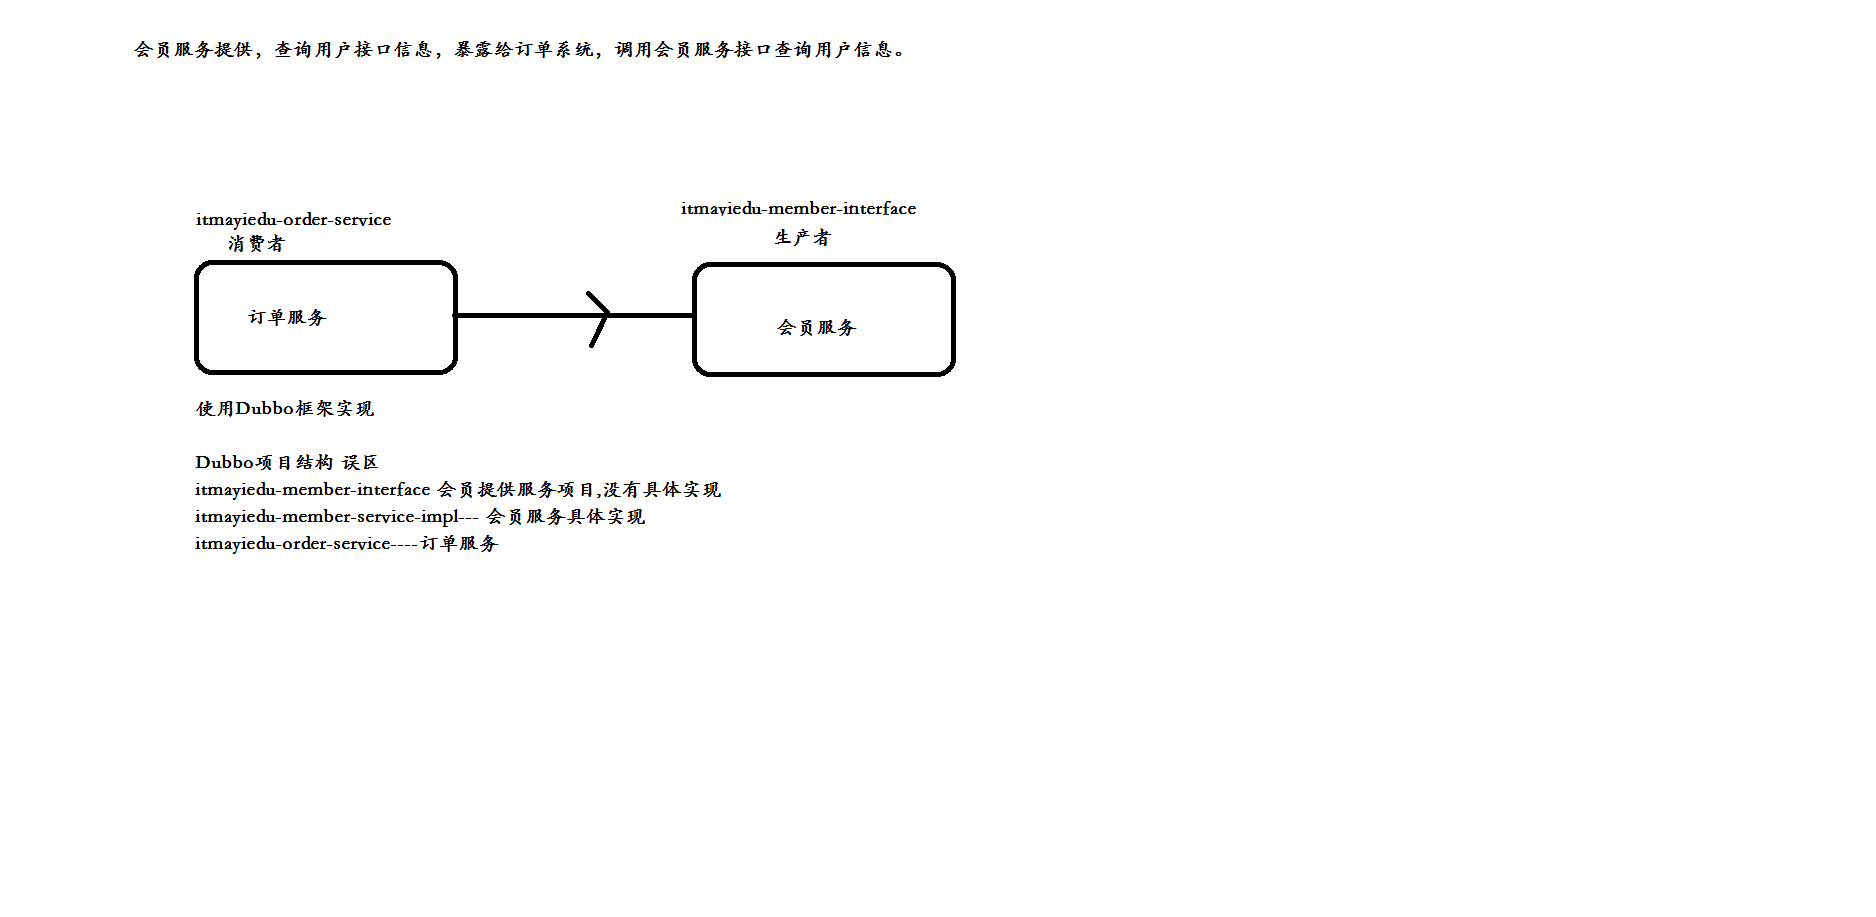 会员服务提供，查询用户接口信息，暴露给订单系统，调用会员服务接口查询用户信息。
itmayiedu-order-service
消费者
itmayiedu-member-interface
生产者
订单服务
会员服务
使用Dubbo框架实现
Dubbo项目结构 误区
itmayiedu-member-interface 会员提供服务项目,没有具体实现
itmayiedu-member-service-impl--- 会员服务具体实现
itmayiedu-order-service----订单服务